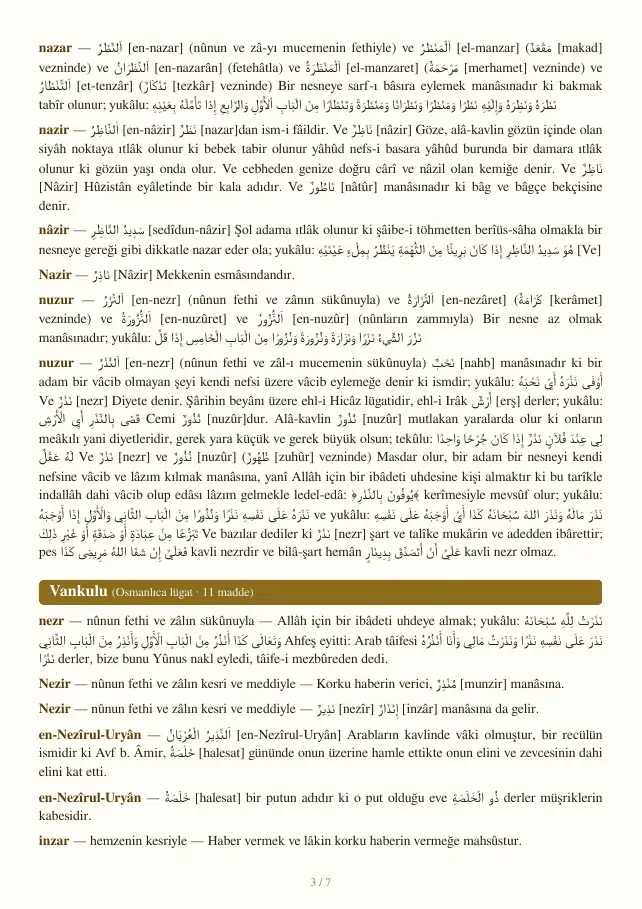 nazar — اَلنَّظَرُ [en-nazar] (nûnun ve zâ-yı mucemenin fethiyle) ve اَلْمَنْظَرُ [el-manzar] (مَقْعَدٌ [makad]
vezninde) ve اَلنَّظَرَانُ [en-nazarân] (fetehâtla) ve اَلْمَنْظَرَةُ [el-manzaret] (مَرْحَمَةٌ [merhamet] vezninde) ve
اَلتَّنْظَارُ [et-tenzâr] (تَذْكَارٌ [tezkâr] vezninde) Bir nesneye sarf-ı bâsıra eylemek manâsınadır ki bakmak
tabîr olunur; yukâlu: نَظَرَهُ وَنَظِرَهُ وَإِلَيْهِ نَظَرًا وَمَنْظَرًا وَنَظَرَانًا وَمَنْظَرَةً وَتَنْظَارًا مِنَ الْبَابِ الْأَوَّلِ وَالرَّابِعِ إِذَا تَأَمَّلَهُ بِعَيْنِهِ
nazir — اَلنَّاظِرُ [en-nâzir] نَظَرٌ [nazar]dan ism-i fâildir. Ve نَاظِرٌ [nâzir] Göze, alâ-kavlin gözün içinde olan
siyâh noktaya ıtlâk olunur ki bebek tabir olunur yâhûd nefs-i basara yâhûd burunda bir damara ıtlâk
olunur ki gözün yaşı onda olur. Ve cebheden genize doğru cârî ve nâzil olan kemiğe denir. Ve نَاظِرٌ
[Nâzir] Hûzistân eyâletinde bir kala adıdır. Ve نَاطُورٌ [nâtûr] manâsınadır ki bâg ve bâgçe bekçisine
denir.
nâzir — سَدِيدُ النَّاظِرِ [sedîdun-nâzir] Şol adama ıtlâk olunur ki şâibe-i töhmetten berîüs-sâha olmakla bir
nesneye gereği gibi dikkatle nazar eder ola; yukâlu: هُوَ سَدِيدُ النَّاظِرِ إِذَا كَانَ بَرِيئًا مِنَ التُّهْمَةِ يَنْظُرُ بِمِلْءِ عَيْنَيْهِ [Ve]
Nazir — نَاذِرُ [Nâzir] Mekkenin esmâsındandır.
nuzur — اَلنَّزْرُ [en-nezr] (nûnun fethi ve zânın sükûnuyla) ve اَلنَّزَارَةُ [en-nezâret] (كَرَامَةٌ [kerâmet]
vezninde) ve اَلنُّزُورَةُ [en-nuzûret] ve اَلنُّزُورُ [en-nuzûr] (nûnların zammıyla) Bir nesne az olmak
manâsınadır; yukâlu: نَزُرَ الشَّيْءُ نَزْرًا وَنَزَارَةً وَنُزُورَةً وَنُزُورًا مِنَ الْبَابِ الْخَامِسِ إِذَا قَلَّ
nuzur — اَلنَّذْرُ [en-nezr] (nûnun fethi ve zâl-ı mucemenin sükûnuyla) نَحْبٌ [nahb] manâsınadır ki bir
adam bir vâcib olmayan şeyi kendi nefsi üzere vâcib eylemeğe denir ki ismdir; yukâlu: أَوْفَى نَذْرَهُ أَيْ نَحْبَهُ
Ve نَذْرٌ [nezr] Diyete denir. Şârihin beyânı üzere ehl-i Hicâz lügatidir, ehl-i Irâk أَرْشٌ [erş] derler; yukâlu:
قَضَى بِالنَّذْرِ أَيِ الْأَرْشِ Cemi نُذُورٌ [nuzûr]dur. Alâ-kavlin نُذُورٌ [nuzûr] mutlakan yaralarda olur ki onların
meâkılı yani diyetleridir, gerek yara küçük ve gerek büyük olsun; tekûlu: لِي عِنْدَ فُلَانٍ نَذْرٌ إِذَا كَانَ جُرْحًا وَاحِدًا
لَهُ عَقْلٌ Ve نَذْرٌ [nezr] ve نُذُورٌ [nuzûr] (ظُهُورٌ [zuhûr] vezninde) Masdar olur, bir adam bir nesneyi kendi
nefsine vâcib ve lâzım kılmak manâsına, yanî Allâh için bir ibâdeti uhdesine kişi almaktır ki bu tarîkle
indallâh dahi vâcib olup edâsı lâzım gelmekle ledel-edâ: ﴿يُوفُونَ بِالنَّذْرِ﴾ kerîmesiyle mevsûf olur; yukâlu:
نَذَرَ مَالَهُ وَنَذَرَ اللهَ سُبْحَانَهُ كَذَا أَيْ أَوْجَبَهُ عَلَى نَفْسِهِ ve yukâlu: نَذَرَهُ عَلَى نَفْسِهِ نَذْرًا وَنُذُورًا مِنَ الْبَابِ الثَّانِي وَالْأَوَّلِ إِذَا أَوْجَبَهُ
تَبَرُّعًا مِنْ عِبَادَةٍ أَوْ صَدَقَةٍ أَوْ غَيْرِ ذَلِكَ Ve bazılar dediler ki نَذْرٌ [nezr] şart ve talîke mukârin ve adedden ibârettir;
pes فَعَلَيَّ إِنْ شَفَا اللهُ مَرِيضِي كَذَا kavli nezrdir ve bilâ-şart hemân عَلَيَّ أَنْ أَتَصَدَّقَ بِدِينَارٍ kavli nezr olmaz.
Vankulu (Osmanlıca lügat · 11 madde)
nezr — nûnun fethi ve zâlın sükûnuyla — Allâh için bir ibâdeti uhdeye almak; yukâlu: نَذَرْتُ لِلَّهِ سُبْحَانَهُ
وَتَعَالَى كَذَا أَنْذُرُ مِنَ الْبَابِ الْأَوَّلِ وَأَنْذِرُ مِنَ الْبَابِ الثَّانِي Ahfeş eyitti: Arab tâifesi نَذَرَ عَلَى نَفْسِهِ نَذْرًا وَنَذَرْتُ مَالِي وَأَنَا أَنْذُرُهُ
نَذْرًا derler, bize bunu Yûnus nakl eyledi, tâife-i mezbûreden dedi.
Nezir — nûnun fethi ve zâlın kesri ve meddiyle — Korku haberin verici, مُنْذِرٌ [munzir] manâsına.
Nezir — nûnun fethi ve zâlın kesri ve meddiyle — نَذِيرٌ [nezîr] إِنْذَارٌ [inzâr] manâsına da gelir.
en-Nezîrul-Uryân — اَلنَّذِيرُ الْعُرْيَانُ [en-Nezîrul-Uryân] Arabların kavlinde vâki olmuştur, bir recülün
ismidir ki Avf b. Âmir, خَلَصَةُ [halesat] gününde onun üzerine hamle ettikte onun elini ve zevcesinin dahi
elini kat etti.
en-Nezîrul-Uryân — خَلَصَةُ [halesat] bir putun adıdır ki o put olduğu eve ذُو الْخَلَصَةِ derler müşriklerin
kabesidir.
inzar — hemzenin kesriyle — Haber vermek ve lâkin korku haberin vermeğe mahsûstur.
3 / 7